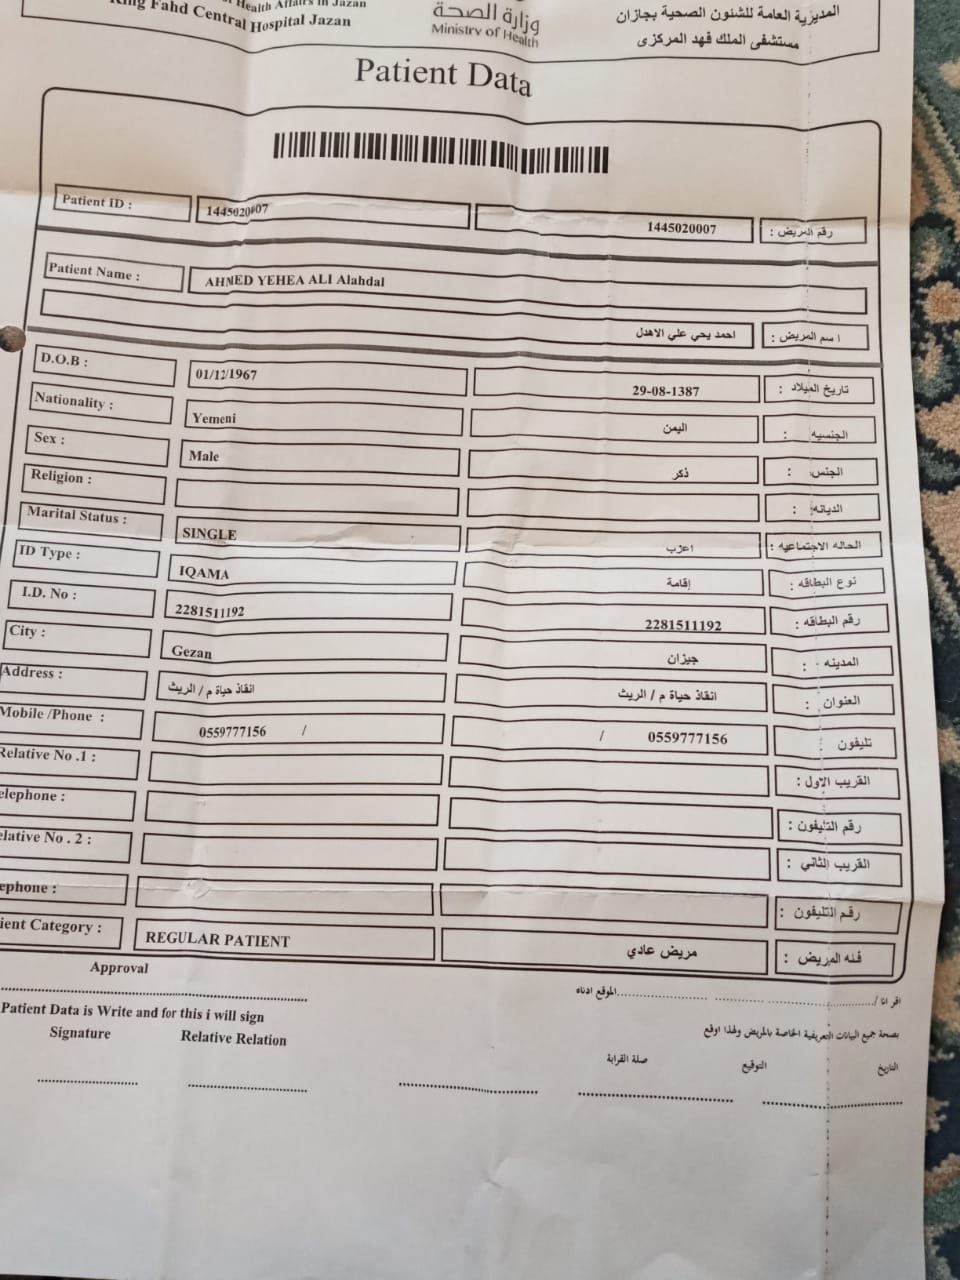 Health Affairs in Jazan
King Fahd Central Hospital Jazan
وزارة الصحة
Ministry of Health
المديرية العامة للشئون الصحية بجازان
مستشفى الملك فهد المركزى
Patient Data
Patient ID : 1445020007 1445020007 رقم المريض :
Patient Name : AHMED YEHEA ALI Alahdal
احمد يحي علي الاهدل اسم المريض :
D.O.B : 01/12/1967 29-08-1387 تاريخ الميلاد :
Nationality : Yemeni اليمن الجنسيه :
Sex : Male ذكر الجنس :
Religion : الديانه :
Marital Status : SINGLE اعزب الحاله الاجتماعيه :
ID Type : IQAMA إقامة نوع البطاقه :
I.D. No : 2281511192 2281511192 رقم البطاقه :
City : Gezan جيزان المدينه :
Address : انقاذ حياة م / الريث انقاذ حياة م / الريث العنوان :
Mobile /Phone : 0559777156 / / 0559777156 تليفون :
Relative No .1 : القريب الاول :
elephone : رقم التليفون :
elative No . 2 : القريب الثاني :
ephone : رقم التليفون :
ient Category : REGULAR PATIENT مريض عادي فئه المريض :
Approval
اقر انا /........................ الموقع ادناه
Patient Data is Write and for this i will sign
بصحة جميع البيانات التعريفية الخاصة بالمريض ولهذا اوقع
Signature Relative Relation صلة القرابة التوقيع التاريخ